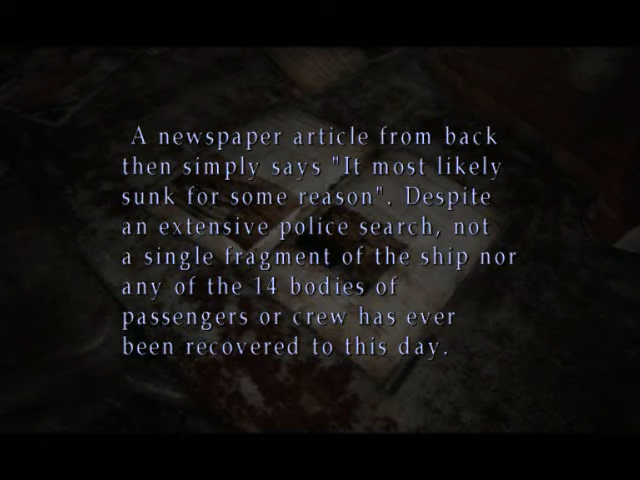 A newspaper article from back
then simply says "It most likely
sunk for some reason". Despite
an extensive police search, not
a single fragment of the ship nor
any of the 14 bodies of
passengers or crew has ever
been recovered to this day.